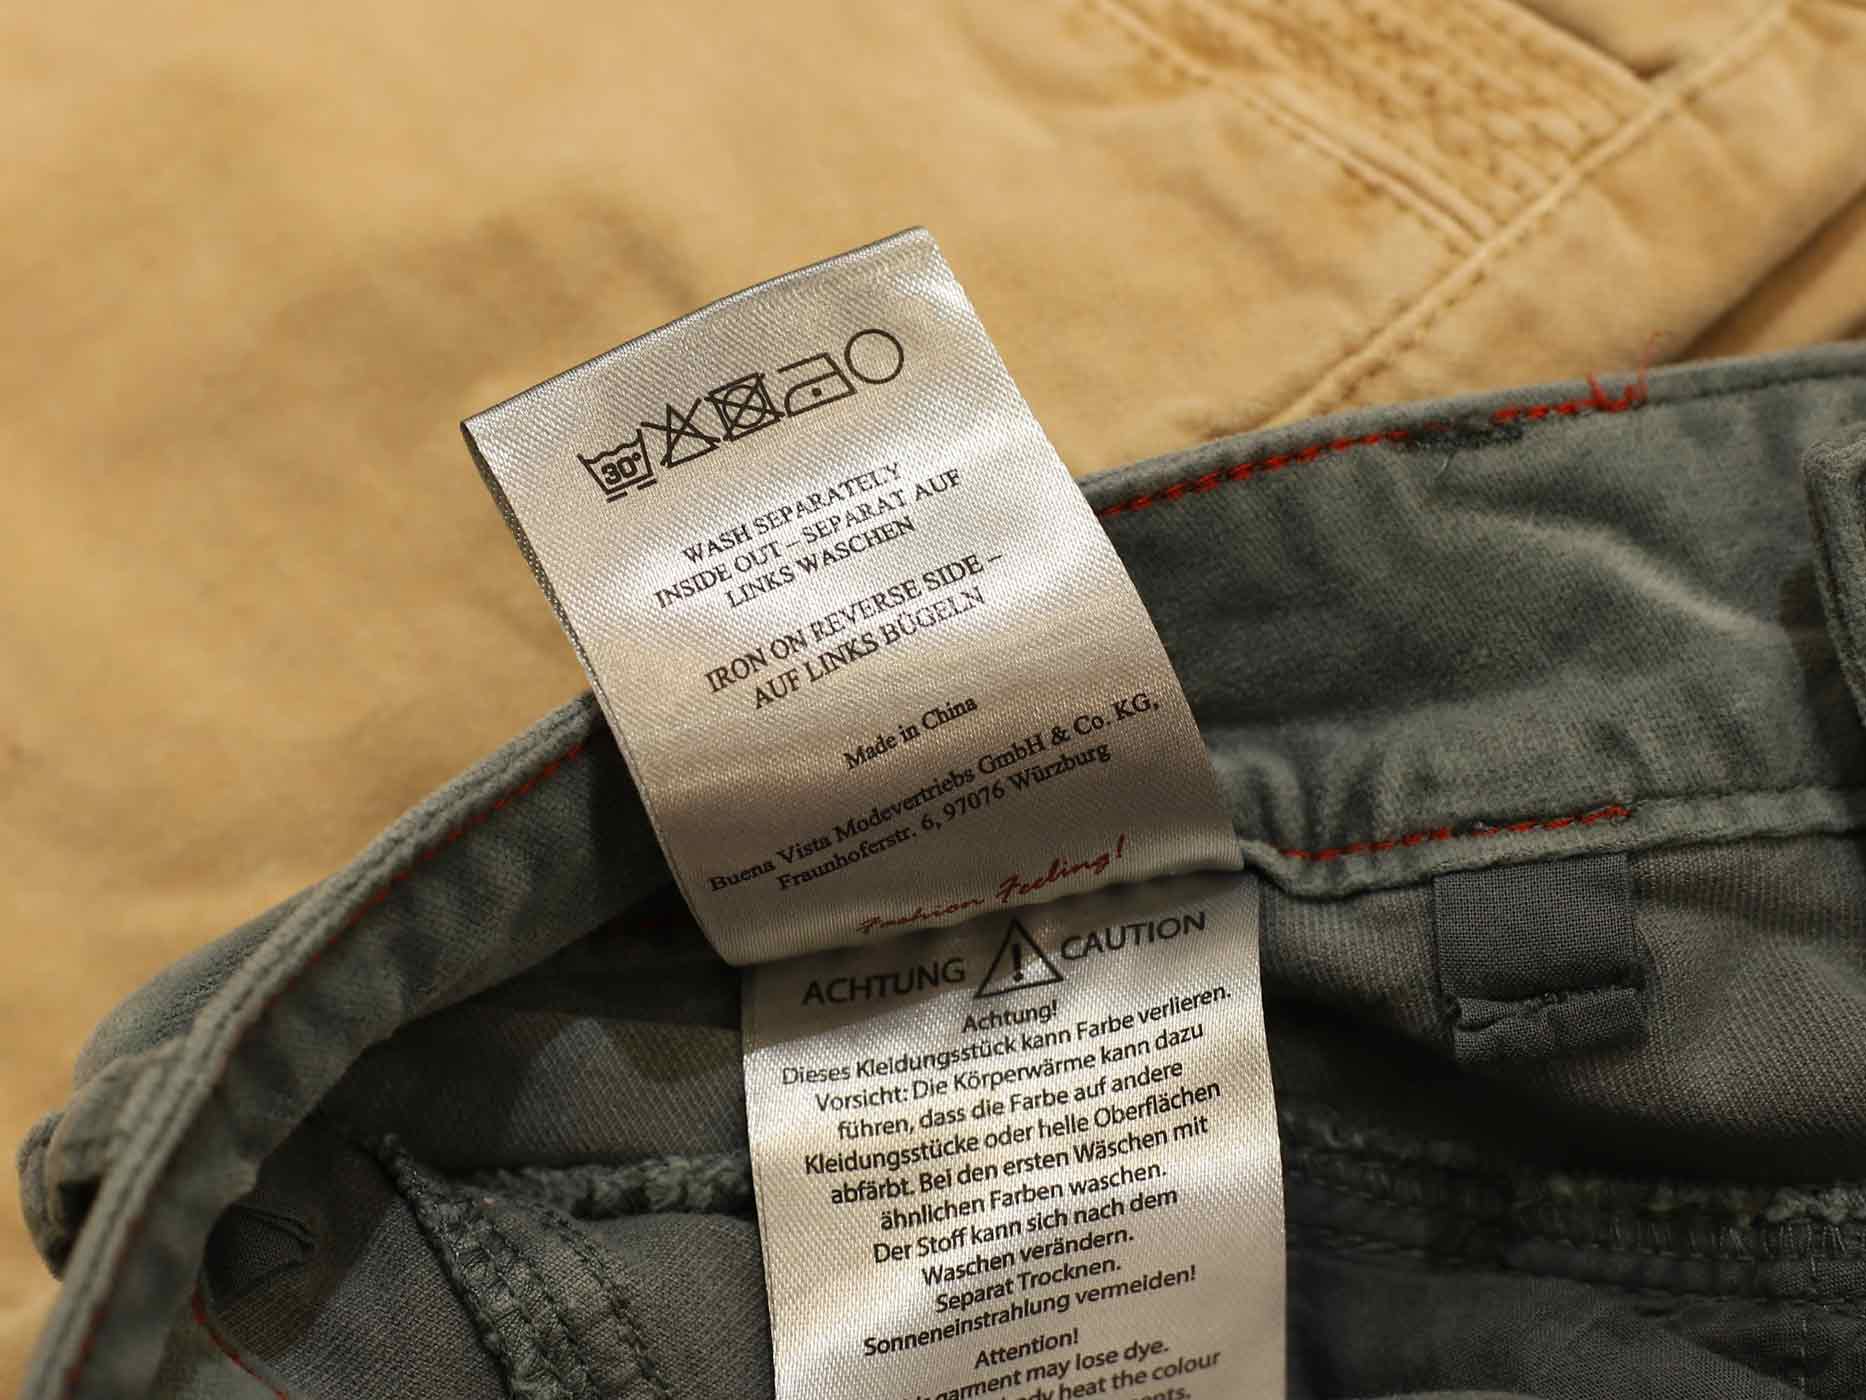 30°
WASH SEPARATELY
INSIDE OUT – SEPARAT AUF
LINKS WASCHEN
IRON ON REVERSE SIDE –
AUF LINKS BÜGELN
Made in China
Buena Vista Modevertriebs GmbH & Co. KG,
Fraunhoferstr. 6, 97076 Würzburg
Fashion Feeling!
ACHTUNG CAUTION
Achtung!
Dieses Kleidungsstück kann Farbe verlieren.
Vorsicht: Die Körperwärme kann dazu
führen, dass die Farbe auf andere
Kleidungsstücke oder helle Oberflächen
abfärbt. Bei den ersten Wäschen mit
ähnlichen Farben waschen.
Der Stoff kann sich nach dem
Waschen verändern.
Separat Trocknen.
Sonneneinstrahlung vermeiden!
Attention!
garment may lose dye.
heat the colour